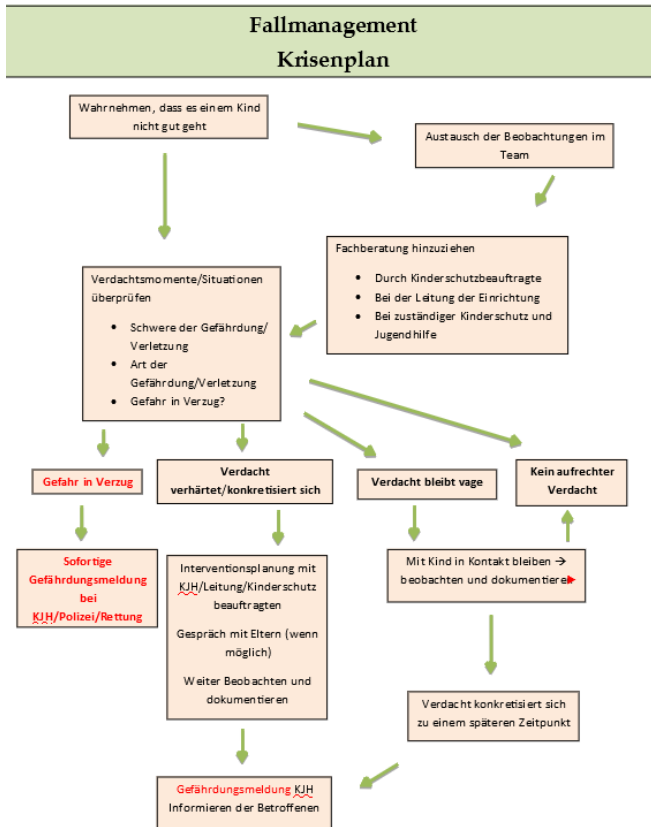 Fallmanagement
Krisenplan
Wahrnehmen, dass es einem Kind
nicht gut geht
Austausch der Beobachtungen im
Team
Fachberatung hinzuziehen
• Durch Kinderschutzbeauftragte
• Bei der Leitung der Einrichtung
• Bei zuständiger Kinderschutz und
Jugendhilfe
Verdachtsmomente/Situationen
überprüfen
• Schwere der Gefährdung/
Verletzung
• Art der
Gefährdung/Verletzung
• Gefahr in Verzug?
Gefahr in Verzug
Verdacht
verhärtet/konkretisiert sich
Verdacht bleibt vage
Kein aufrechter
Verdacht
Sofortige
Gefährdungsmeldung
bei
KJH/Polizei/Rettung
Interventionsplanung mit
KJH/Leitung/Kinderschutz
beauftragten
Gespräch mit Eltern (wenn
möglich)
Weiter Beobachten und
dokumentieren
Mit Kind in Kontakt bleiben →
beobachten und dokumentieren
Verdacht konkretisiert sich
zu einem späteren Zeitpunkt
Gefährdungsmeldung KJH
Informieren der Betroffenen